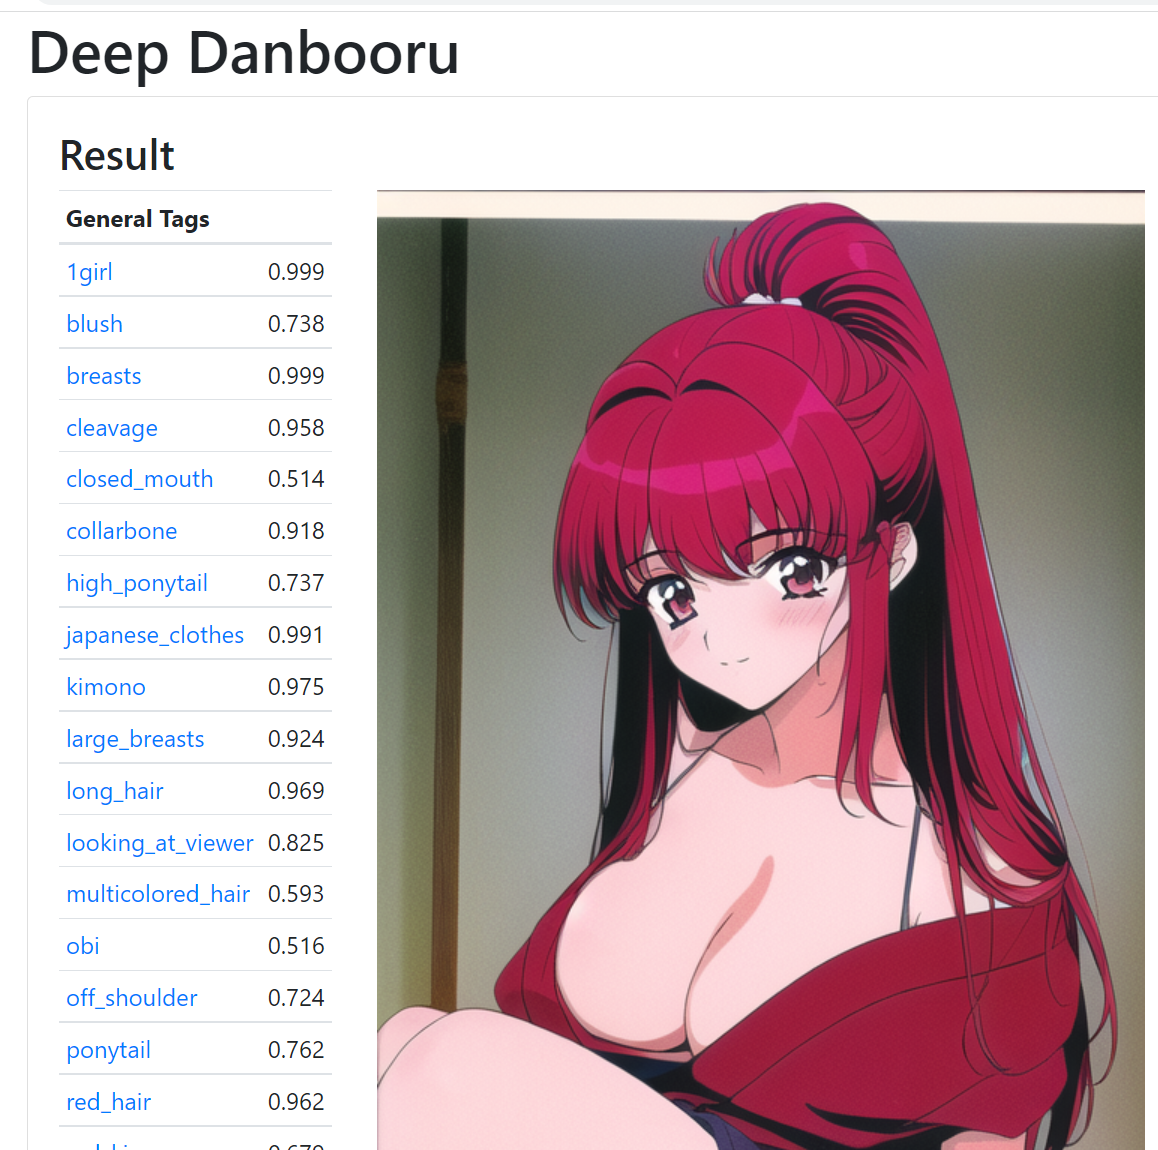 Deep Danbooru
Result
General Tags
1girl 0.999
blush 0.738
breasts 0.999
cleavage 0.958
closed_mouth 0.514
collarbone 0.918
high_ponytail 0.737
japanese_clothes 0.991
kimono 0.975
large_breasts 0.924
long_hair 0.969
looking_at_viewer 0.825
multicolored_hair 0.593
obi 0.516
off_shoulder 0.724
ponytail 0.762
red_hair 0.962